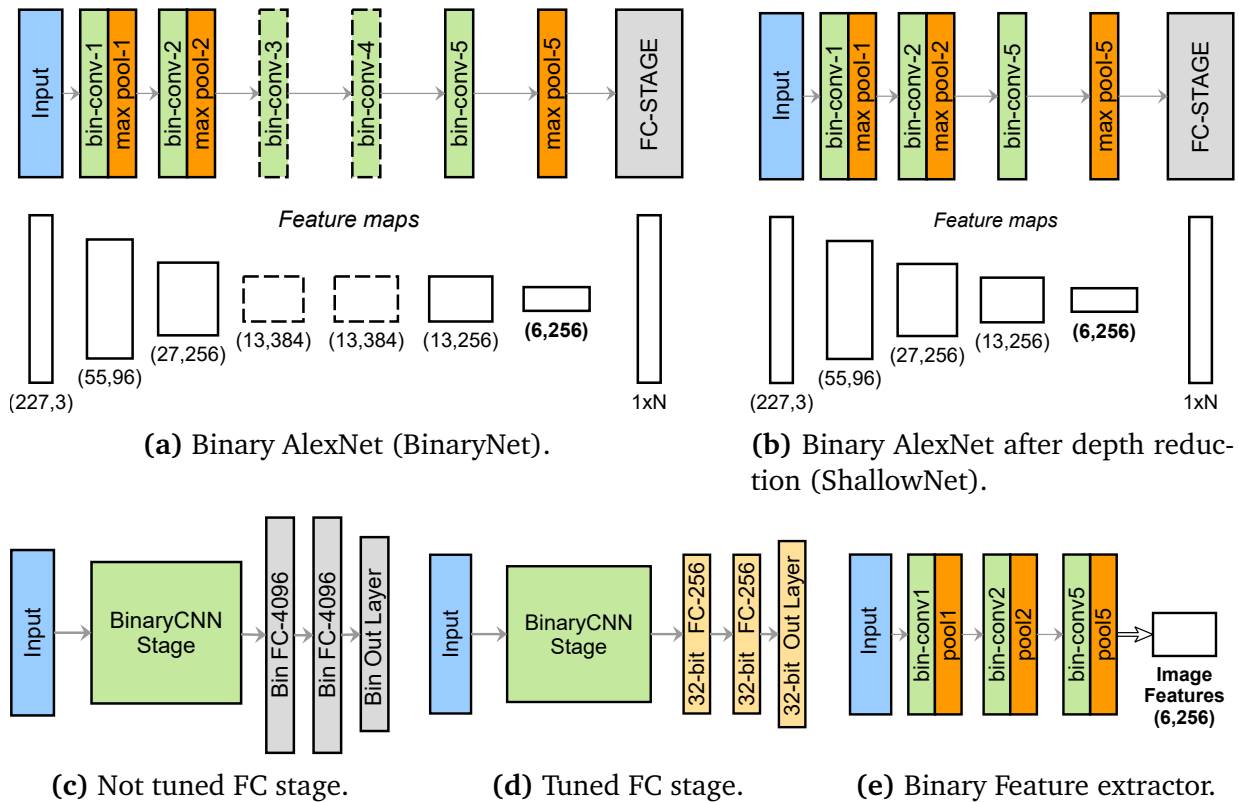 Input
bin-conv-1
max pool-1
bin-conv-2
max pool-2
bin-conv-3
bin-conv-4
bin-conv-5
max pool-5
FC-STAGE
Feature maps
(227,3)
(55,96)
(27,256)
(13,384)
(13,384)
(13,256)
(6,256)
1xN
(a) Binary AlexNet (BinaryNet).
Input
bin-conv-1
max pool-1
bin-conv-2
max pool-2
bin-conv-5
max pool-5
FC-STAGE
Feature maps
(227,3)
(55,96)
(27,256)
(13,256)
(6,256)
1xN
(b) Binary AlexNet after depth reduc-
tion (ShallowNet).
Input
BinaryCNN
Stage
Bin FC-4096
Bin FC-4096
Bin Out Layer
(c) Not tuned FC stage.
Input
BinaryCNN
Stage
32-bit FC-256
32-bit FC-256
32-bit Out Layer
(d) Tuned FC stage.
Input
bin-conv1
pool1
bin-conv2
pool2
bin-conv5
pool5
Image
Features
(6,256)
(e) Binary Feature extractor.